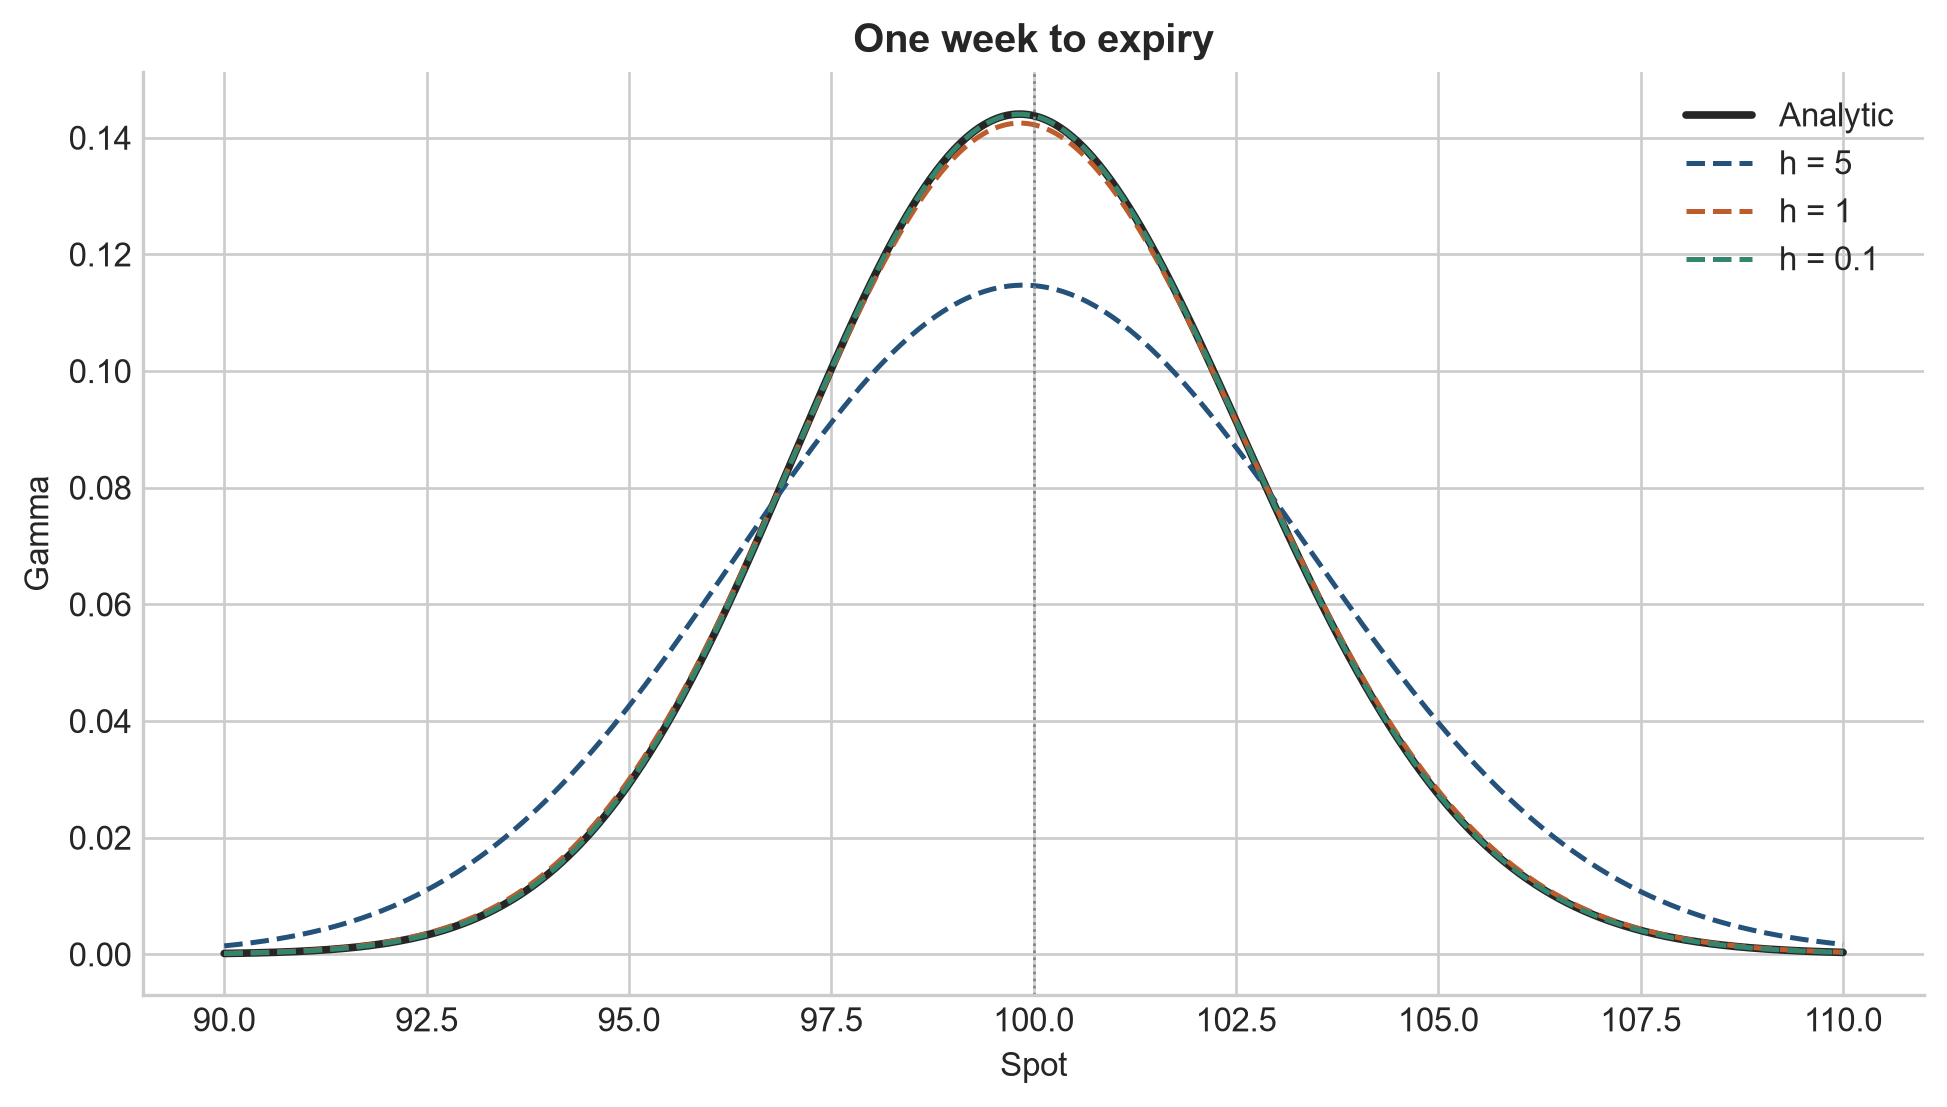 One week to expiry
Analytic
h = 5
h = 1
h = 0.1
Gamma
0.14
0.12
0.10
0.08
0.06
0.04
0.02
0.00
90.0 92.5 95.0 97.5 100.0 102.5 105.0 107.5 110.0
Spot